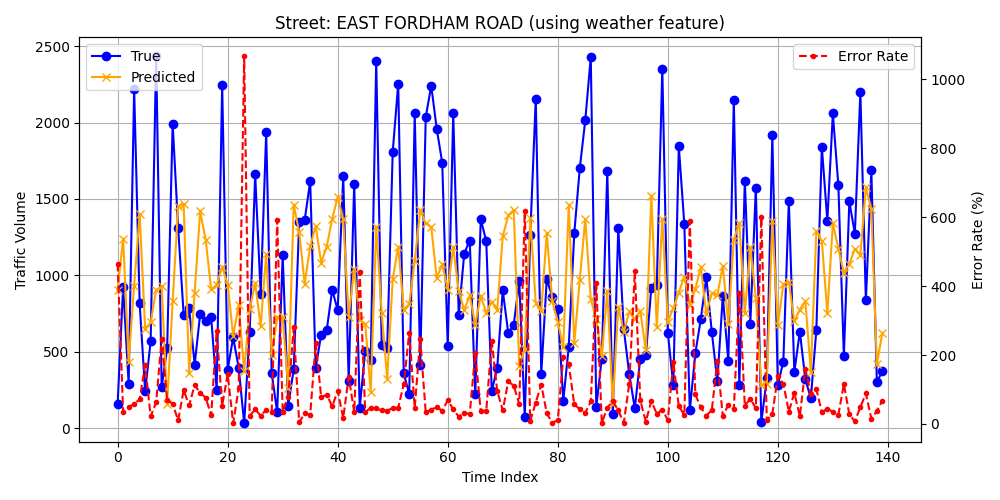 Street: EAST FORDHAM ROAD (using weather feature)
True
Predicted
Error Rate
Traffic Volume
0
500
1000
1500
2000
2500
Error Rate (%)
0
200
400
600
800
1000
0 20 40 60 80 100 120 140
Time Index